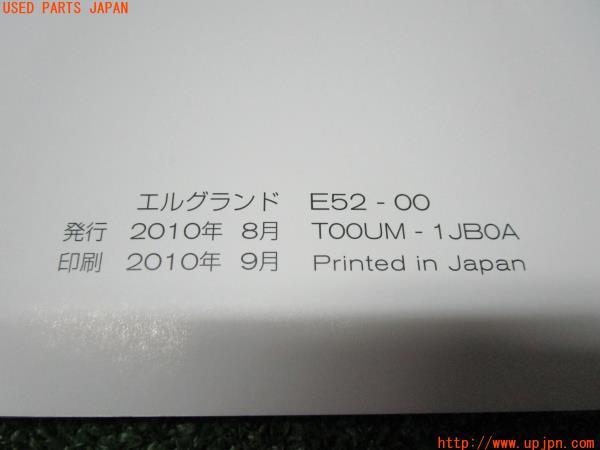 USED PARTS JAPAN
エルグランド E52 - 00
発行 2010年 8月 T00UM - 1JB0A
印刷 2010年 9月 Printed in Japan
http://www.upjpn.com